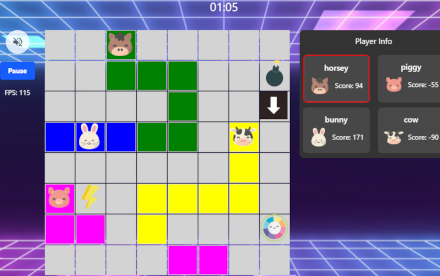 01:05
Pause
FPS: 115
Player Info
horsey
Score: 94
piggy
Score: -55
bunny
Score: 171
cow
Score: -90